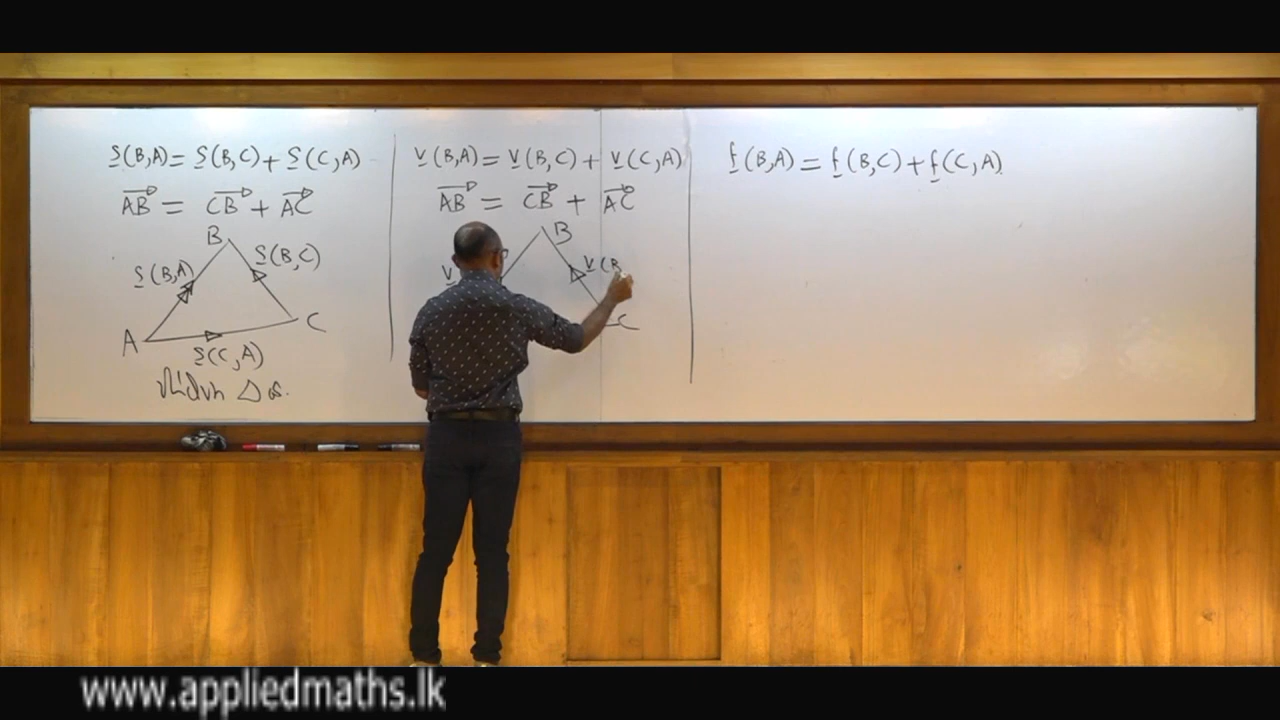 S(B,A) = S(B,C) + S(C,A)
AB = CB + AC
B
S(B,A)
S(B,C)
A
C
S(C,A)
V(B,A) = V(B,C) + V(C,A)
AB = CB + AC
B
V
V(B
C
f(B,A) = f(B,C) + f(C,A)
www.appliedmaths.lk